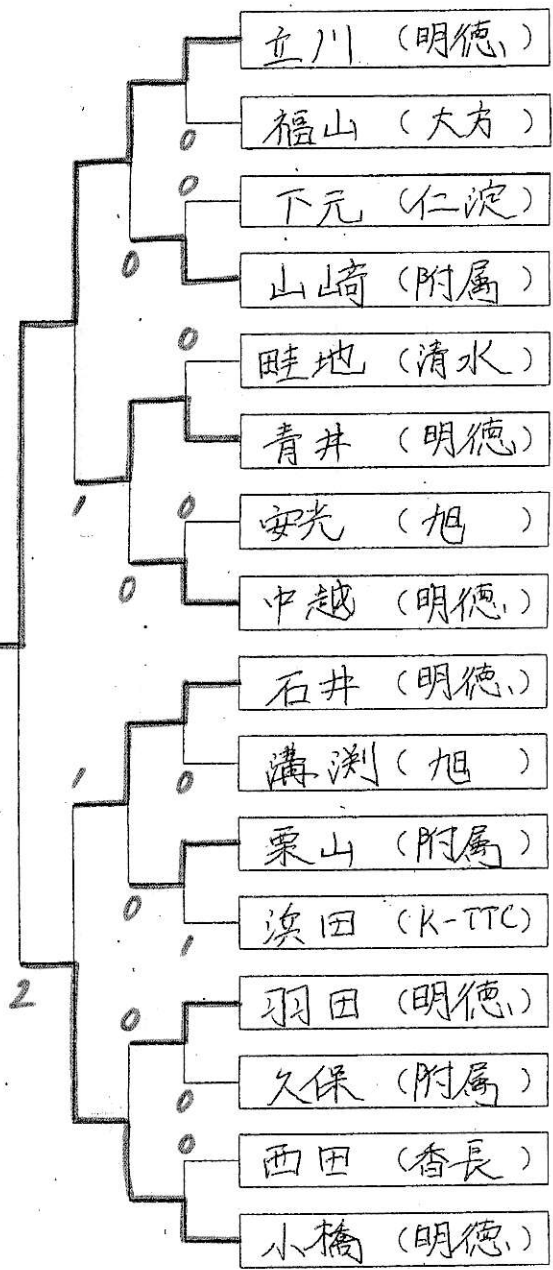 立川 (明徳)
0
福山 (大方)
0
下元 (仁淀)
0
山崎 (附属)
0
畦地 (清水)
青井 (明徳)
1
0
安光 (旭)
0
中越 (明徳)
石井 (明徳)
1
0
溝渕 (旭)
栗山 (附属)
0
1
浜田 (K-TTC)
2
0
羽田 (明徳)
0
久保 (附属)
0
西田 (香長)
小橋 (明徳)